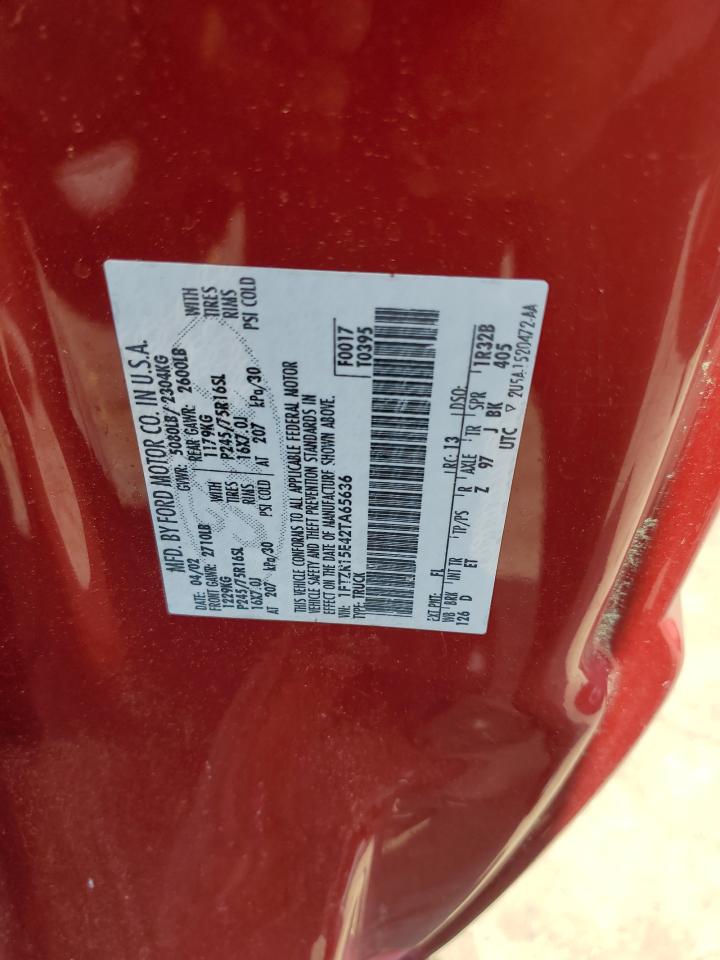 MFD. BY FORD MOTOR CO. IN U.S.A.
DATE: 04/02 GVWR: 5080LB/ 2304KG
FRONT GAWR: 2710LB REAR GAWR: 2600LB
1229KG WITH 1179KG WITH
P245/75R16SL TIRES P245/75R16SL TIRES
16X7.0J RIMS 16X7.0J RIMS
AT 207 kPa/30 PSI COLD AT 207 kPa/30 PSI COLD
THIS VEHICLE CONFORMS TO ALL APPLICABLE FEDERAL MOTOR
VEHICLE SAFETY AND THEFT PREVENTION STANDARDS IN
EFFECT ON THE DATE OF MANUFACTURE SHOWN ABOVE.
VIN: 1FTZR15E42TA65636 F0017
TYPE: TRUCK T0395
EXT PNT: FL RC: 13 DSO:
WB BRK INT TR TP/PS R AXLE TR SPR 1R32B
126 D ET Z 97 J BK 405
UTC ▽ 2U5A1520472-AA